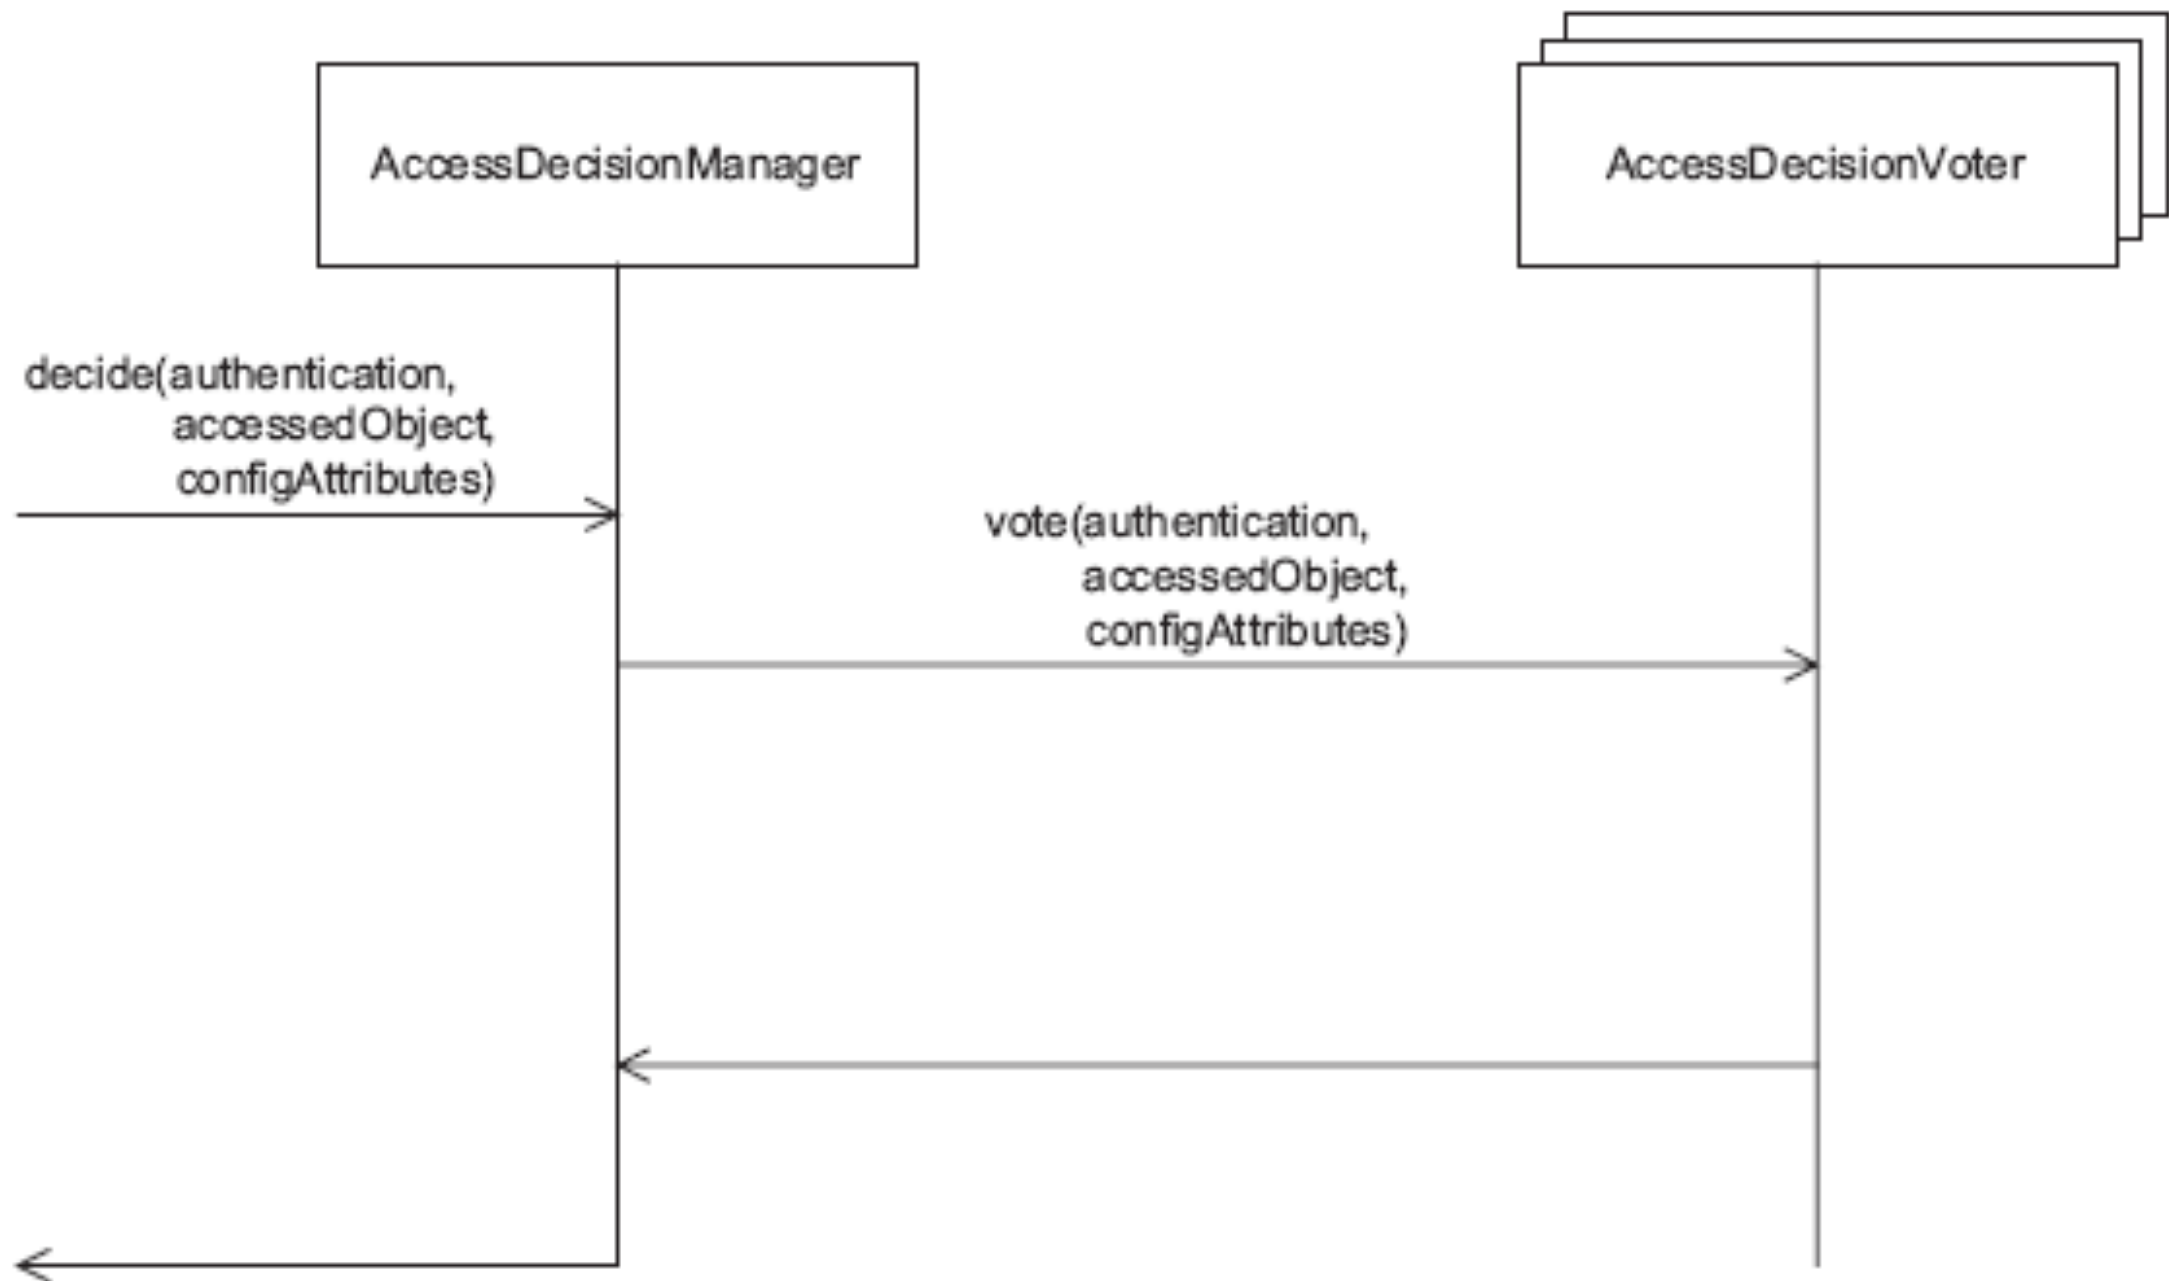 AccessDecisionManager
AccessDecisionVoter
decide(authentication,
accessedObject,
configAttributes)
vote(authentication,
accessedObject,
configAttributes)